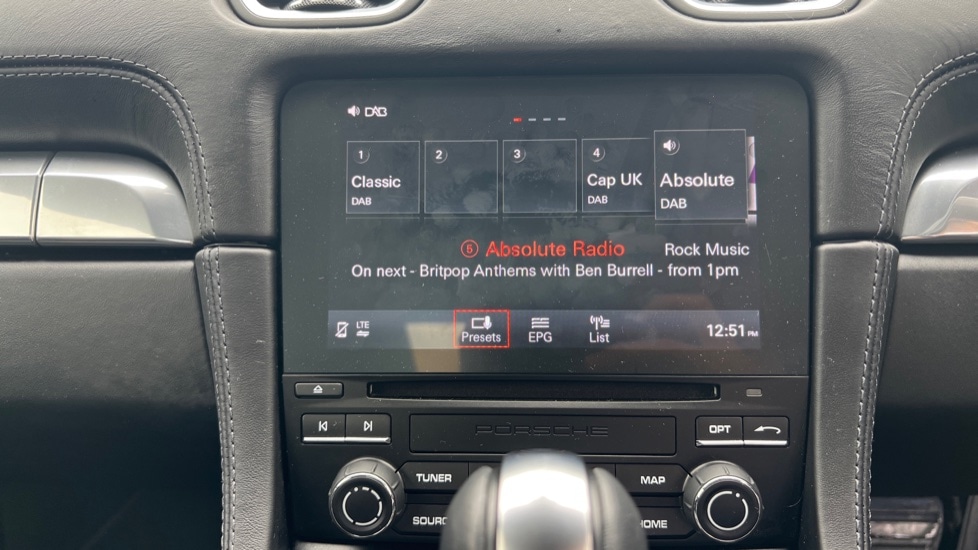 DAB
1 2 3 4
Classic Cap UK Absolute
DAB DAB DAB
5 Absolute Radio Rock Music
On next - Britpop Anthems with Ben Burrell - from 1pm
LTE
Presets EPG List 12:51 PM
PORSCHE OPT
TUNER MAP
SOURC HOME